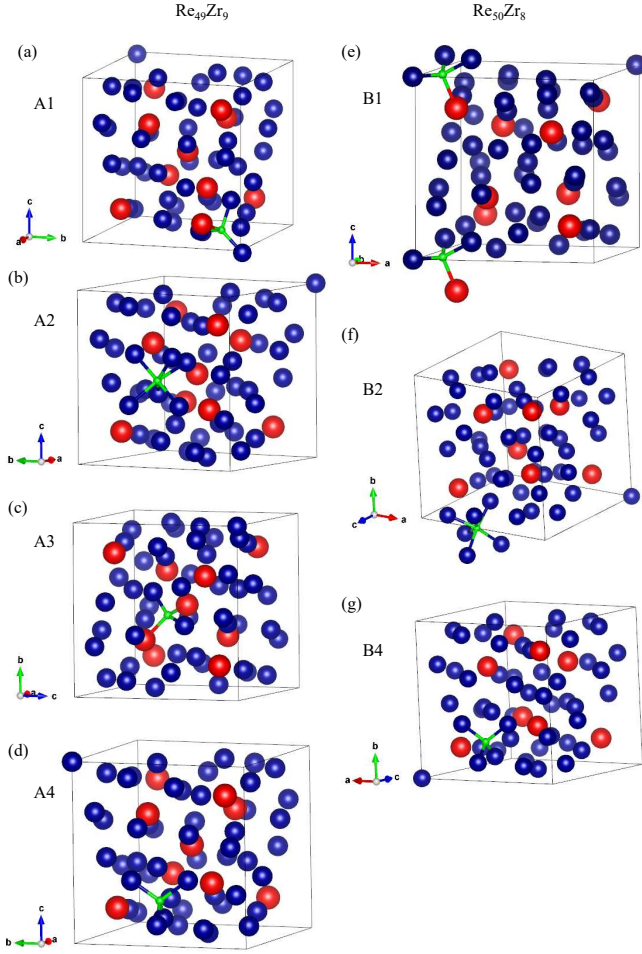 Re₄₉Zr₉
Re₅₀Zr₈
(a)
A1
c
a
b
(b)
A2
c
b
a
(c)
A3
b
a
c
(d)
A4
c
b
a
(e)
B1
c
b
a
(f)
B2
b
c
a
(g)
B4
b
a
c